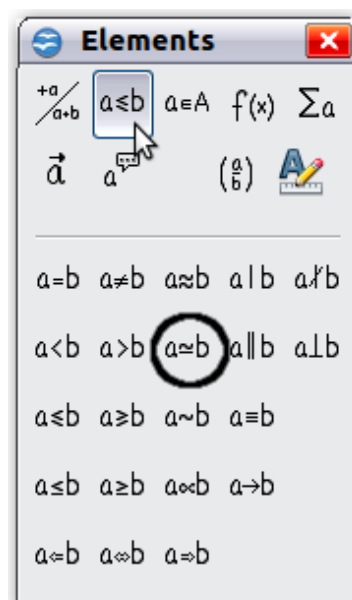 Elements
+a/a+b a≤b a∈A f(x) Σa
a⃗ a (a b)
a=b a≠b a≈b a|b a∤b
a<b a>b a≃b a∥b a⊥b
a⩽b a⩾b a~b a≡b
a≤b a≥b a∝b a→b
a⇐b a⇔b a⇒b